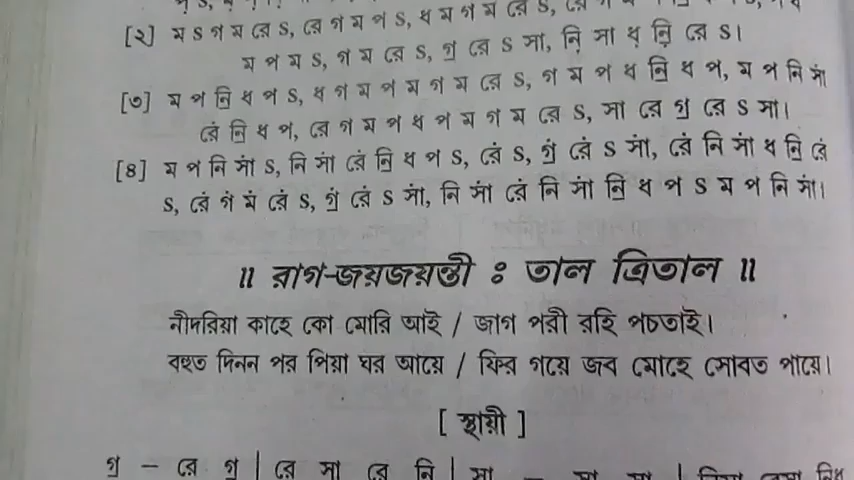 [২] ম S গ ম রে S, রে গ ম প S, ধ ম গ ম রে S,
ম প ম S, গ ম রে S, গ॒ রে S সা, নি̣ সা ধ̣ নি̣॒ রে S।
[৩] ম প নি॒ ধ প S, ধ গ ম প ম গ ম রে S, গ ম প ধ নি॒ ধ প, ম প নি সাং
রেং নি॒ ধ প, রে গ ম প ধ প ম গ ম রে S, সা রে গ॒ রে S সা।
[৪] ম প নি সাং S, নি সাং রেং নি॒ ধ প S, রেং S, গ॒ং রেং S সাং, রেং নি সাং ধ নি॒ রেং
S, রেং গং মং রেং S, গ॒ং রেং S সাং, নি সাং রেং নি সাং নি॒ ধ প S ম প নি সাং।
॥ রাগ-জয়জয়ন্তী : তাল ত্রিতাল ॥
নীদরিয়া কাহে কো মোরি আই / জাগ পরী রহি পচতাই।
বহুত দিনন পর পিয়া ঘর আয়ে / ফির গয়ে জব মোহে সোবত পায়ে।
[ স্থায়ী ]
গ॒ – রে গ॒ | রে সা রে নি | সা –